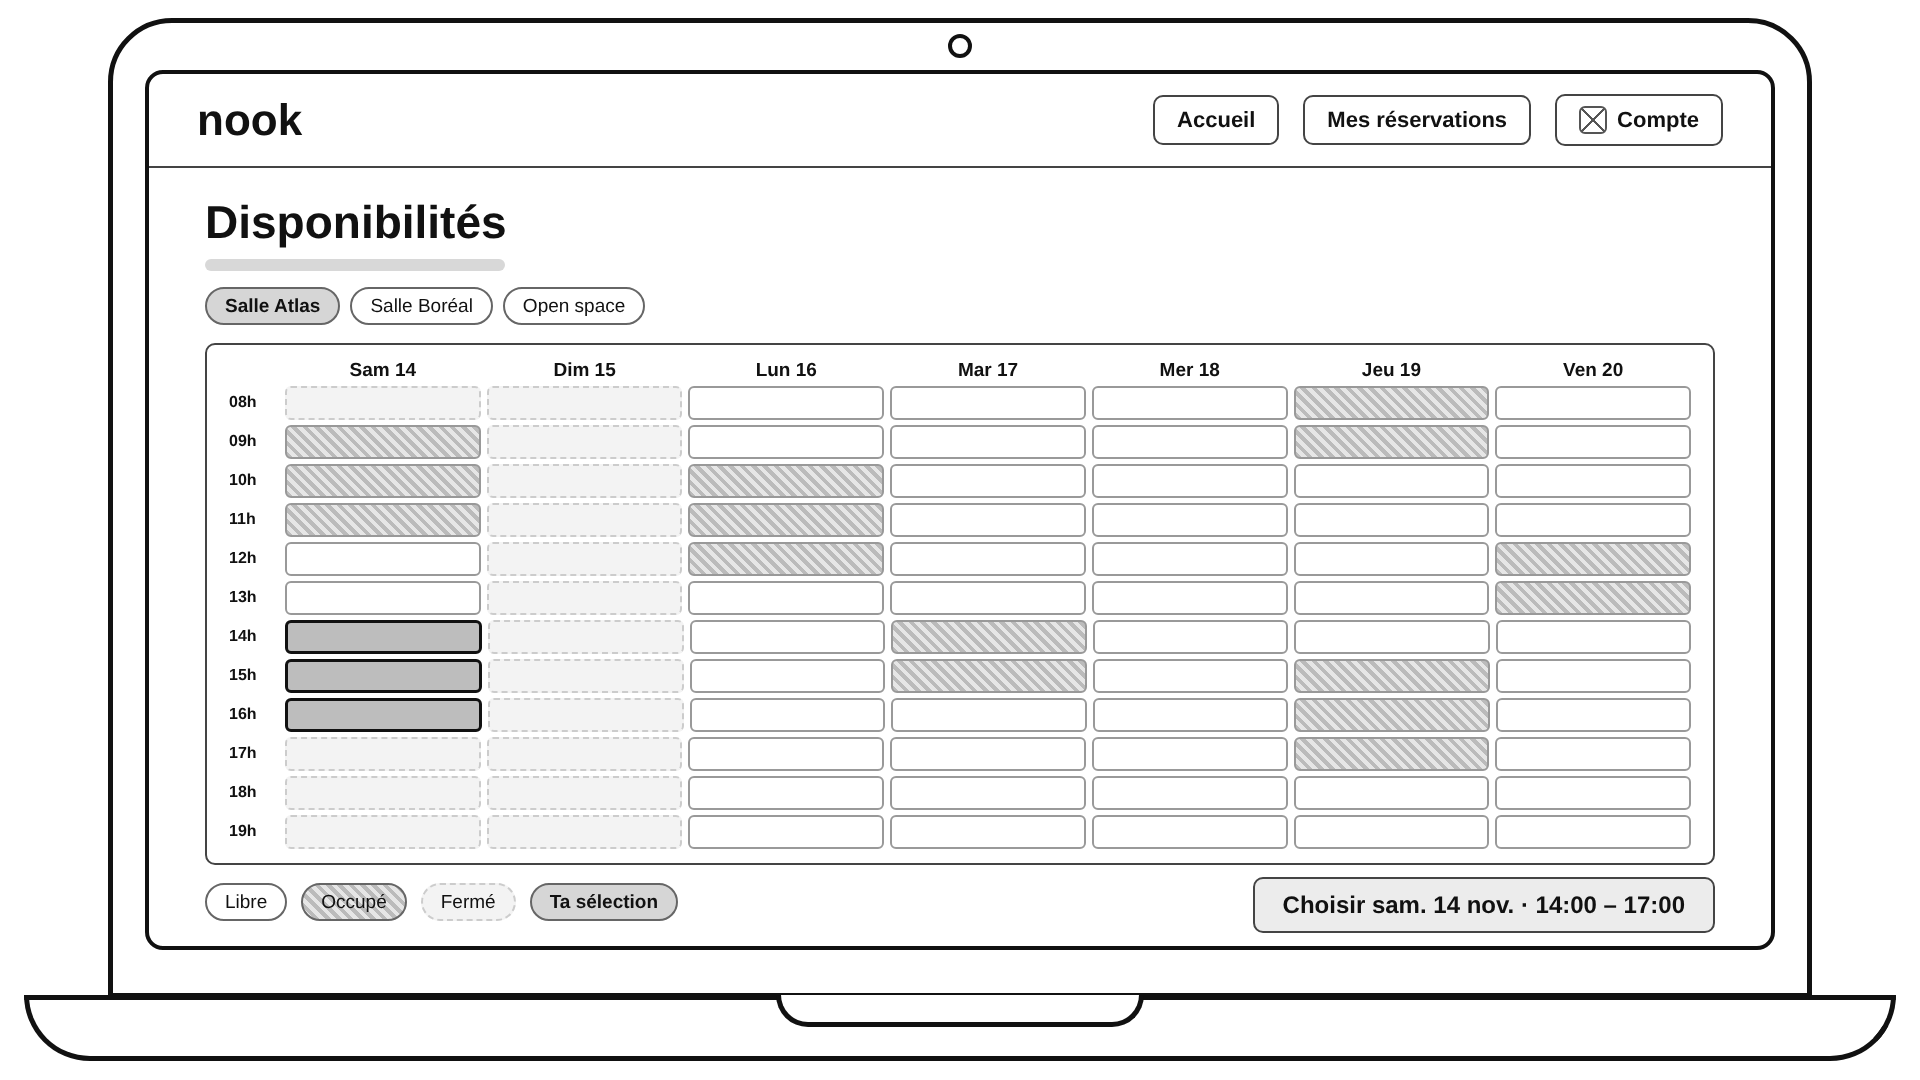 nook
Accueil
Mes réservations
Compte
Disponibilités
Salle Atlas
Salle Boréal
Open space
Sam 14
Dim 15
Lun 16
Mar 17
Mer 18
Jeu 19
Ven 20
08h
09h
10h
11h
12h
13h
14h
15h
16h
17h
18h
19h
Libre
Occupé
Fermé
Ta sélection
Choisir sam. 14 nov. · 14:00 – 17:00